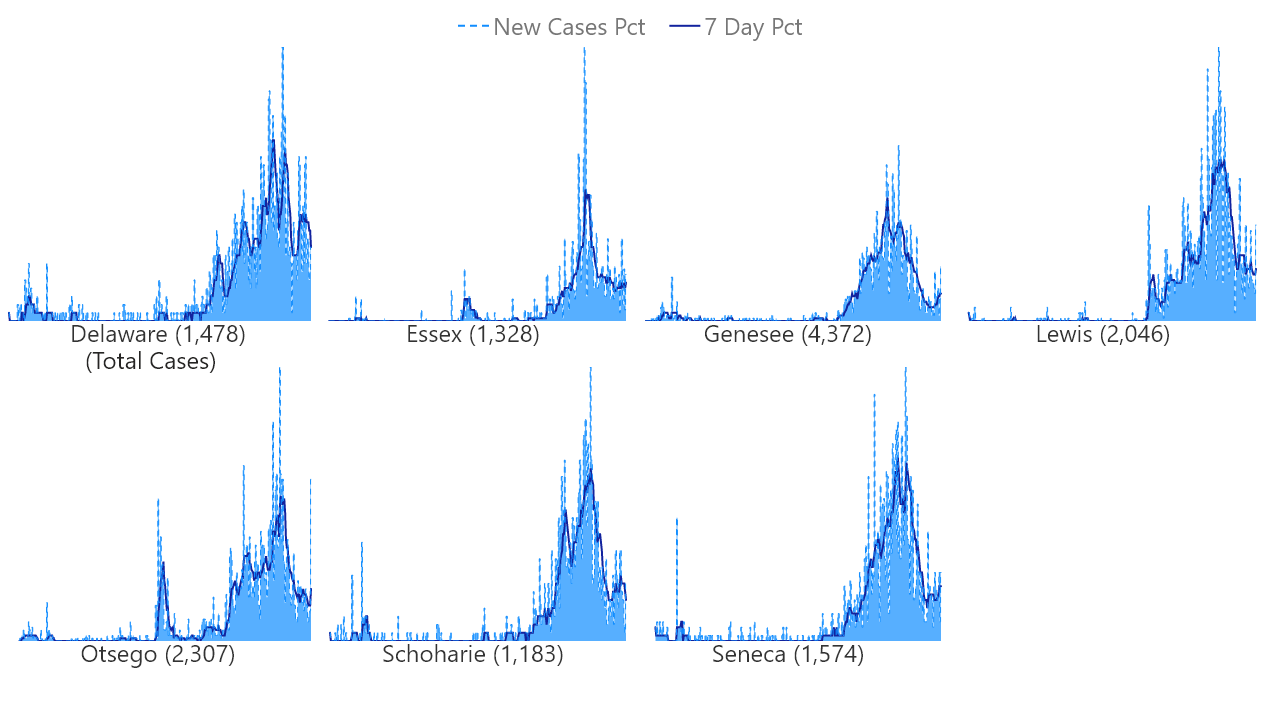 New Cases Pct 7 Day Pct
Delaware (1,478)
(Total Cases)
Essex (1,328)
Genesee (4,372)
Lewis (2,046)
Otsego (2,307)
Schoharie (1,183)
Seneca (1,574)